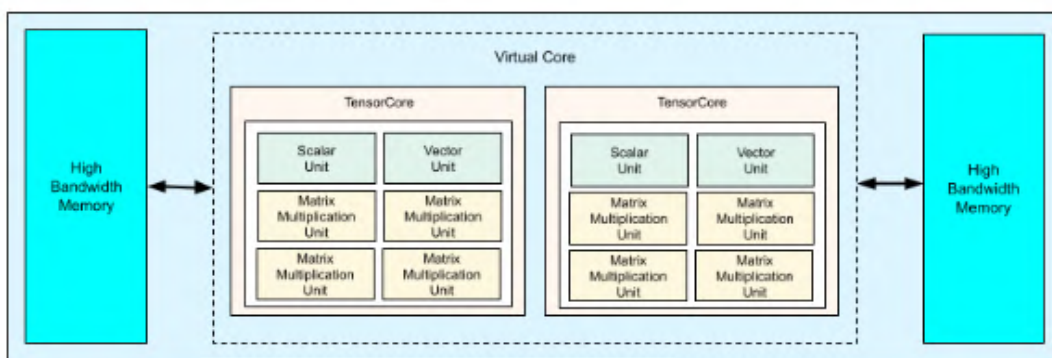 Virtual Core
High
Bandwidth
Memory
TensorCore
Scalar
Unit
Vector
Unit
Matrix
Multiplication
Unit
Matrix
Multiplication
Unit
Matrix
Multiplication
Unit
Matrix
Multiplication
Unit
TensorCore
Scalar
Unit
Vector
Unit
Matrix
Multiplication
Unit
Matrix
Multiplication
Unit
Matrix
Multiplication
Unit
Matrix
Multiplication
Unit
High
Bandwidth
Memory